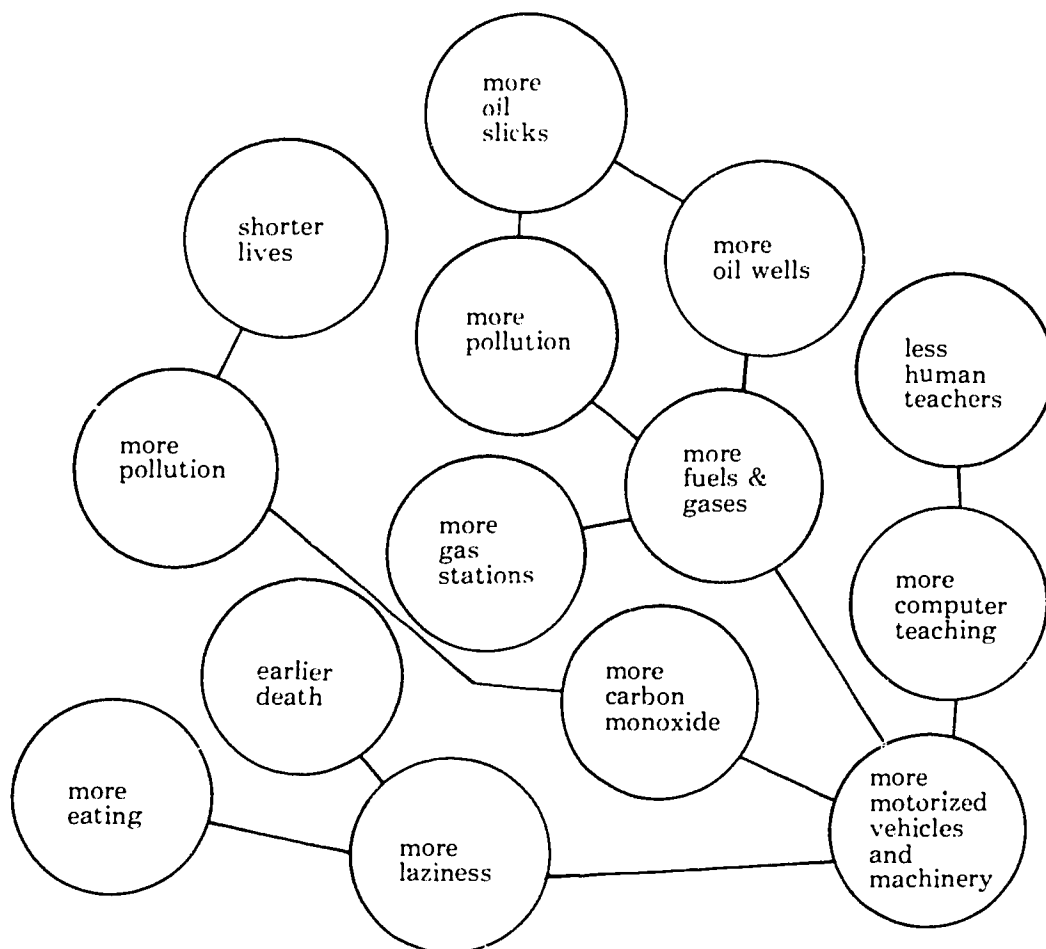 more
oil
slicks
shorter
lives
more
oil wells
more
pollution
less
human
teachers
more
pollution
more
fuels &
gases
more
gas
stations
more
computer
teaching
earlier
death
more
carbon
monoxide
more
eating
more
laziness
more
motorized
vehicles
and
machinery